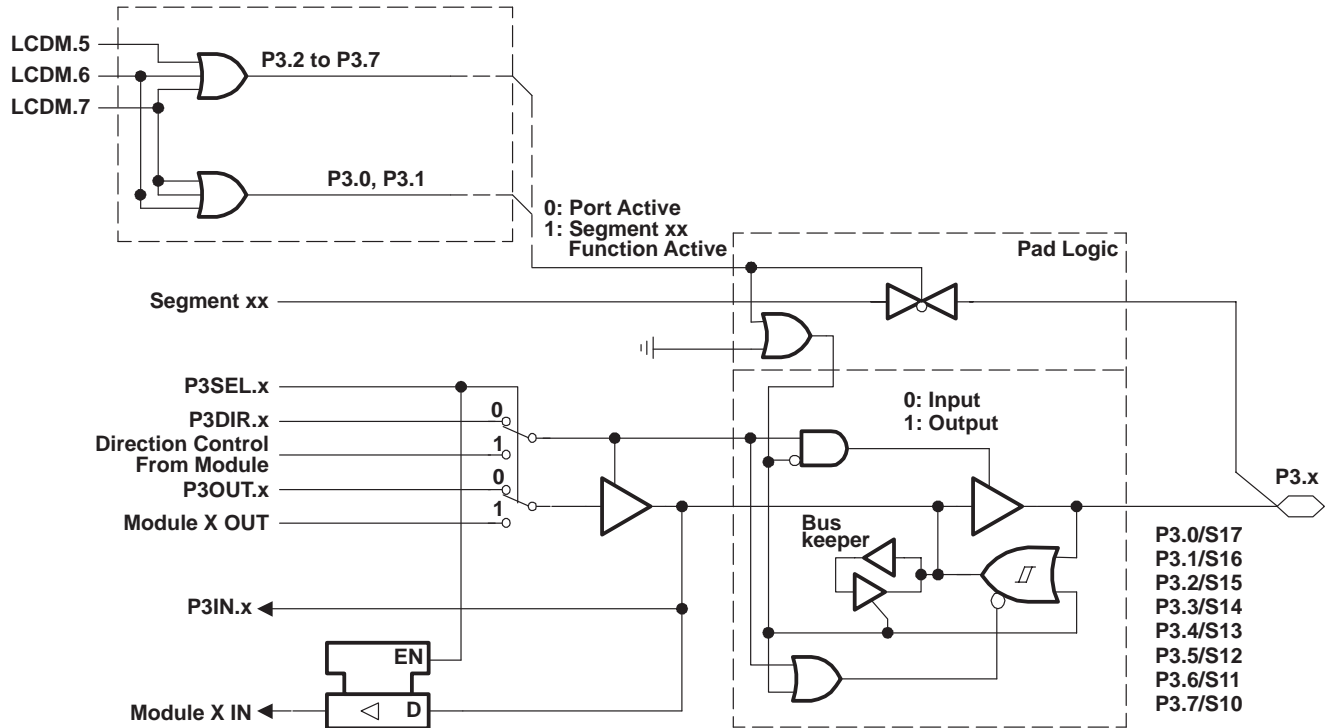 LCDM.5
LCDM.6
LCDM.7
P3.2 to P3.7
P3.0, P3.1
0: Port Active
1: Segment xx
Function Active
Pad Logic
Segment xx
P3SEL.x
P3DIR.x
0
Direction Control
From Module
1
P3OUT.x
0
Module X OUT
1
0: Input
1: Output
Bus
keeper
P3.x
P3.0/S17
P3.1/S16
P3.2/S15
P3.3/S14
P3.4/S13
P3.5/S12
P3.6/S11
P3.7/S10
P3IN.x
EN
D
Module X IN